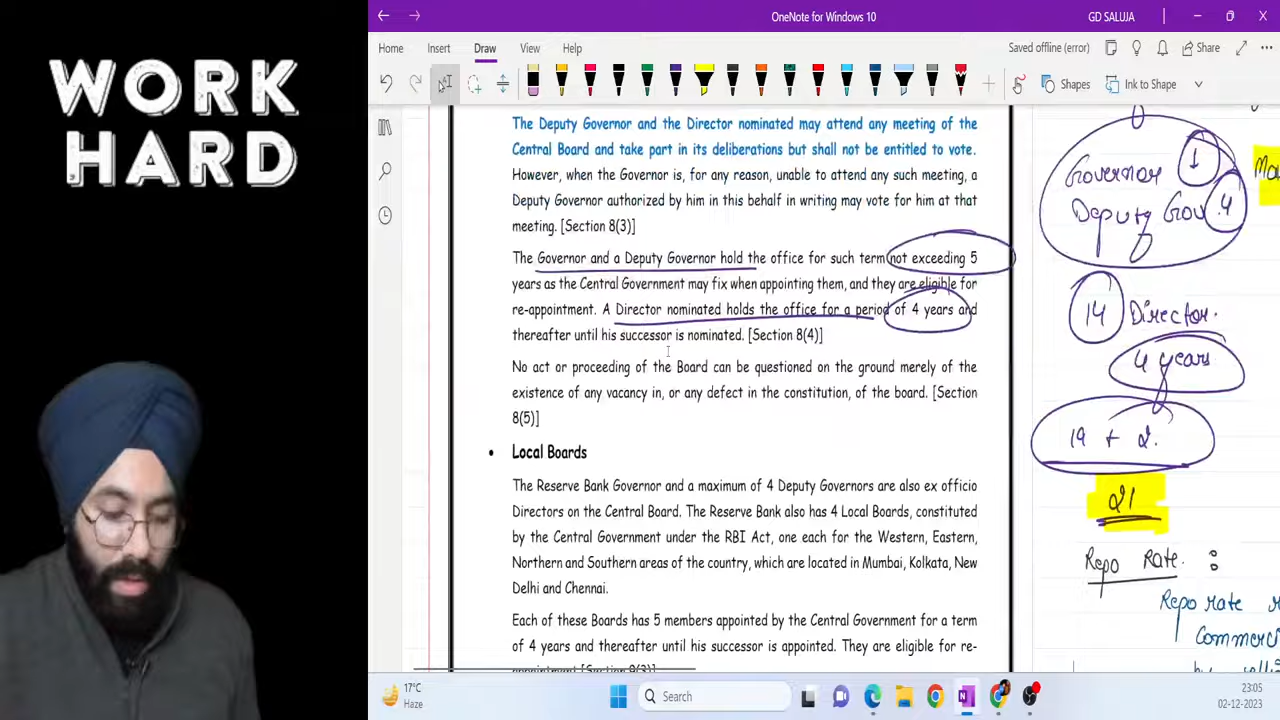 WORK
HARD
OneNote for Windows 10
GD SALUJA
Home
Insert
Draw
View
Help
Saved offline (error)
Share
Shapes
Ink to Shape
The Deputy Governor and the Director nominated may attend any meeting of the
Central Board and take part in its deliberations but shall not be entitled to vote.
However, when the Governor is, for any reason, unable to attend any such meeting, a
Deputy Governor authorized by him in this behalf in writing may vote for him at that
meeting. [Section 8(3)]
The Governor and a Deputy Governor hold the office for such term not exceeding 5
years as the Central Government may fix when appointing them, and they are eligible for
re-appointment. A Director nominated holds the office for a period of 4 years and
thereafter until his successor is nominated. [Section 8(4)]
No act or proceeding of the Board can be questioned on the ground merely of the
existence of any vacancy in, or any defect in the constitution, of the board. [Section
8(5)]
• Local Boards
The Reserve Bank Governor and a maximum of 4 Deputy Governors are also ex officio
Directors on the Central Board. The Reserve Bank also has 4 Local Boards, constituted
by the Central Government under the RBI Act, one each for the Western, Eastern,
Northern and Southern areas of the country, which are located in Mumbai, Kolkata, New
Delhi and Chennai.
Each of these Boards has 5 members appointed by the Central Government for a term
of 4 years and thereafter until his successor is appointed. They are eligible for re-
appointment [Section 9(3)]
Governor 1
Deputy Gov. 4
14 Director.
4 years
19 + 2.
21
Repo Rate :
Repo rate
commerc
17°C
Haze
Search
23:05
02-12-2023